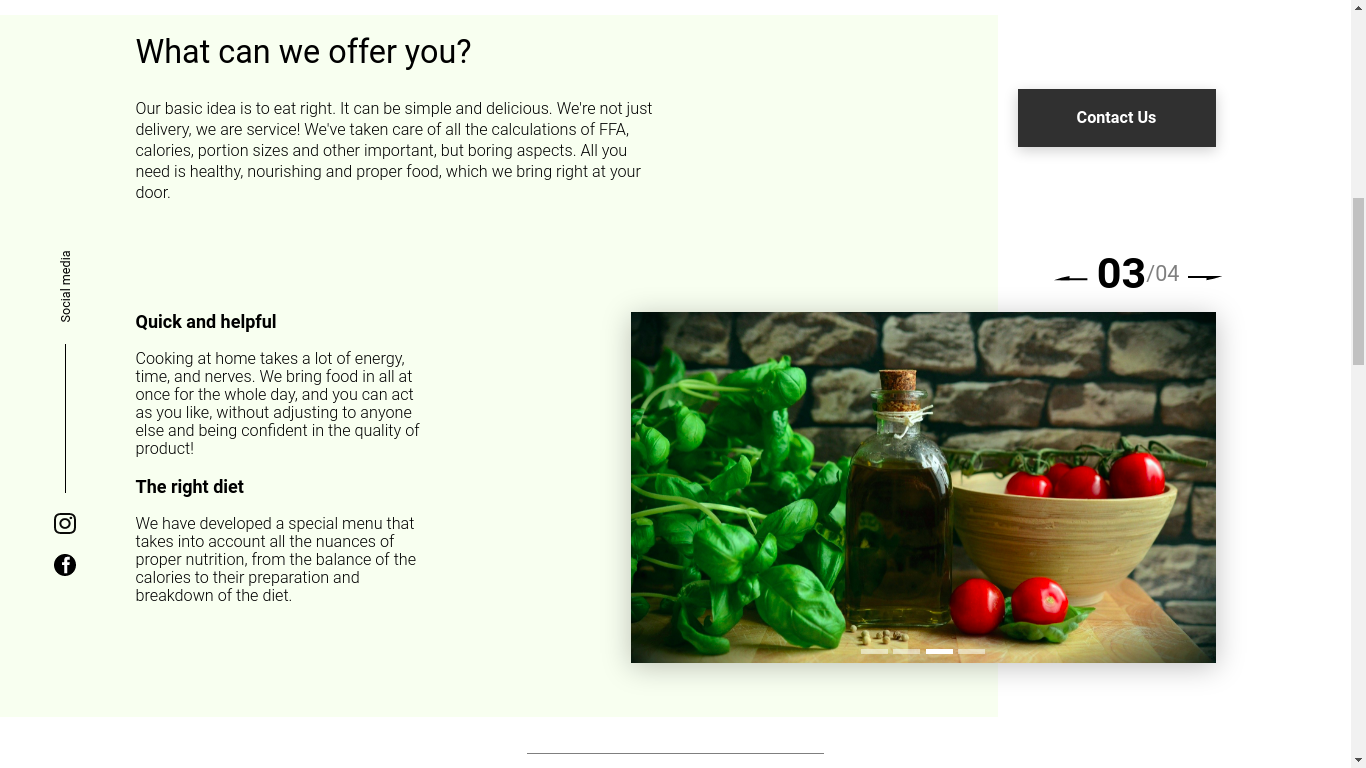 What can we offer you?
Our basic idea is to eat right. It can be simple and delicious. We're not just
delivery, we are service! We've taken care of all the calculations of FFA,
calories, portion sizes and other important, but boring aspects. All you
need is healthy, nourishing and proper food, which we bring right at your
door.
Contact Us
Social media
03/04
Quick and helpful
Cooking at home takes a lot of energy,
time, and nerves. We bring food in all at
once for the whole day, and you can act
as you like, without adjusting to anyone
else and being confident in the quality of
product!
The right diet
We have developed a special menu that
takes into account all the nuances of
proper nutrition, from the balance of the
calories to their preparation and
breakdown of the diet.